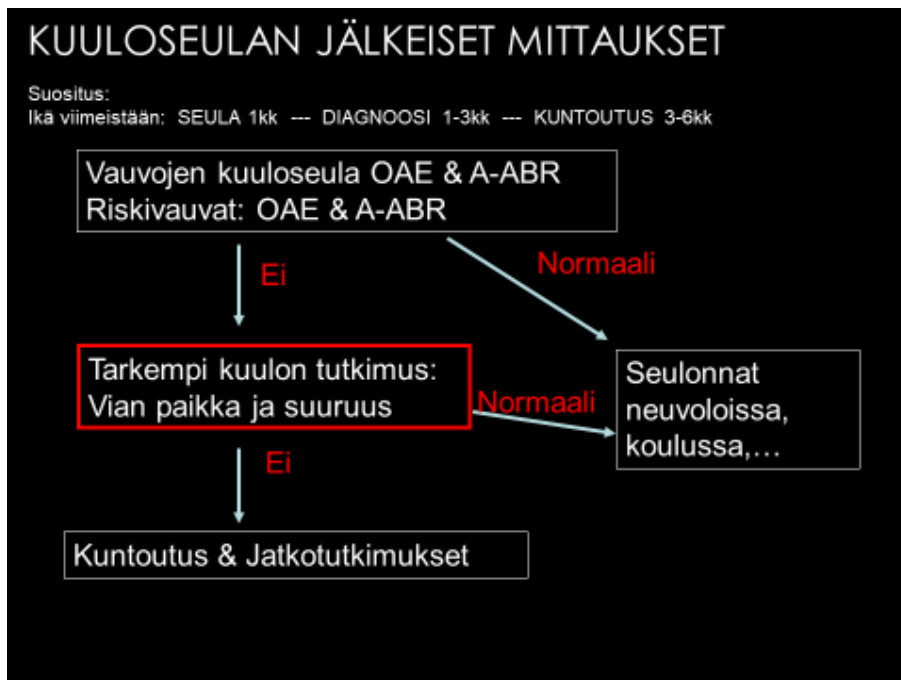 KUULOSEULAN JÄLKEISET MITTAUKSET
Suositus:
Ikä viimeistään: SEULA 1kk --- DIAGNOOSI 1-3kk --- KUNTOUTUS 3-6kk
Vauvojen kuuloseula OAE & A-ABR
Riskivauvat: OAE & A-ABR
Ei
Normaali
Tarkempi kuulon tutkimus:
Vian paikka ja suuruus
Normaali
Seulonnat
neuvoloissa,
koulussa,…
Ei
Kuntoutus & Jatkotutkimukset